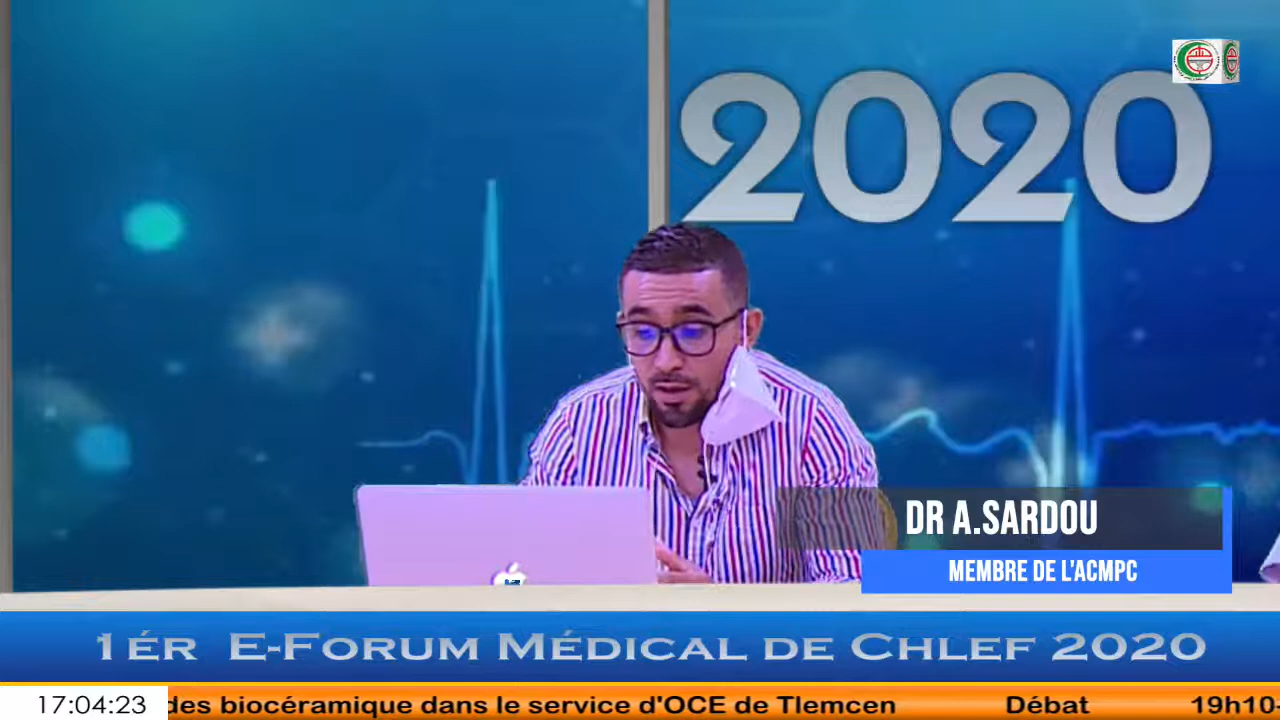 2020
DR A.SARDOU
MEMBRE DE L'ACMPC
1ér E-Forum Médical de Chlef 2020
17:04:23 des biocéramique dans le service d'OCE de Tlemcen Débat 19h10-